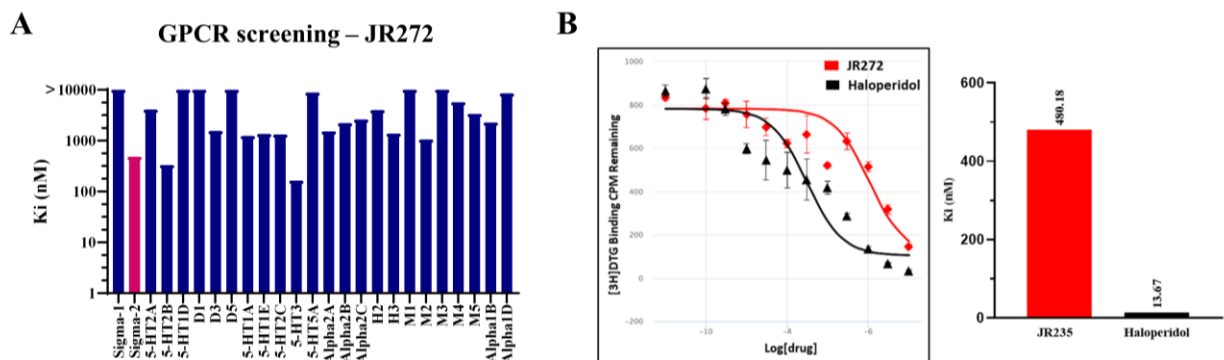 A
GPCR screening – JR272
Ki (nM)
>10000
1000
100
10
1
Sigma-1
Sigma-2
5-HT2A
5-HT2B
5-HT1D
D1
D3
D5
5-HT1A
5-HT1E
5-HT2C
5-HT3
5-HT5A
Alpha2A
Alpha2B
Alpha2C
H2
H3
M1
M2
M3
M4
M5
Alpha1B
Alpha1D
B
JR272
Haloperidol
[3H]DTG Binding CPM Remaining
1000
800
600
400
200
0
−200
−10
−8
−6
Log[drug]
Ki (nM)
600
400
200
0
480.18
13.67
JR235
Haloperidol